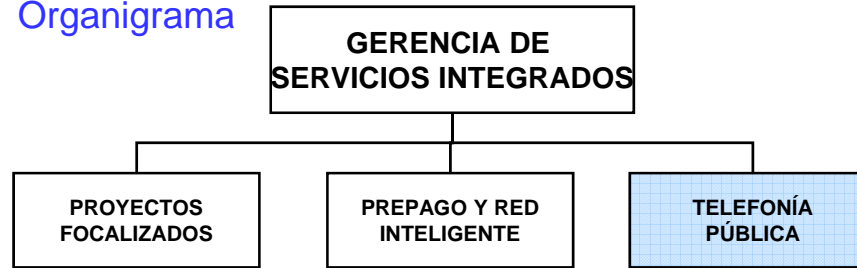 Organigrama
GERENCIA DE
SERVICIOS INTEGRADOS
PROYECTOS
FOCALIZADOS
PREPAGO Y RED
INTELIGENTE
TELEFONÍA
PÚBLICA